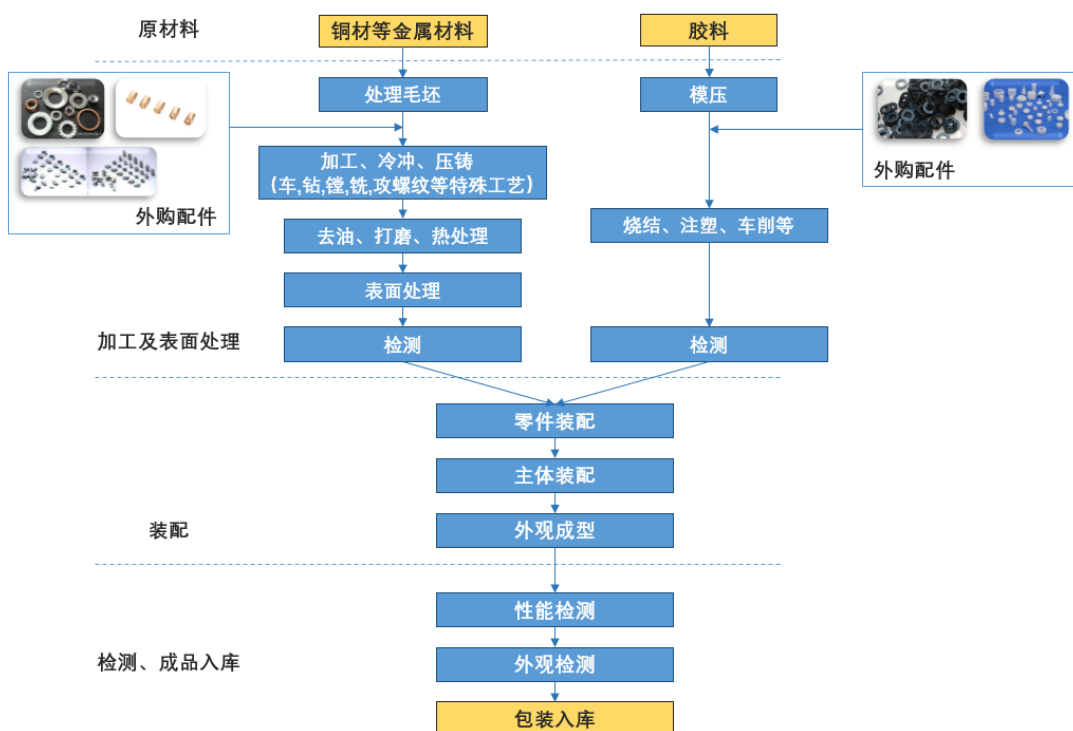 原材料
铜材等金属材料
胶料
处理毛坯
模压
外购配件
外购配件
加工、冷冲、压铸
(车,钻,镗,铣,攻螺纹等特殊工艺)
去油、打磨、热处理
烧结、注塑、车削等
表面处理
加工及表面处理
检测
检测
零件装配
主体装配
装配
外观成型
性能检测
检测、成品入库
外观检测
包装入库